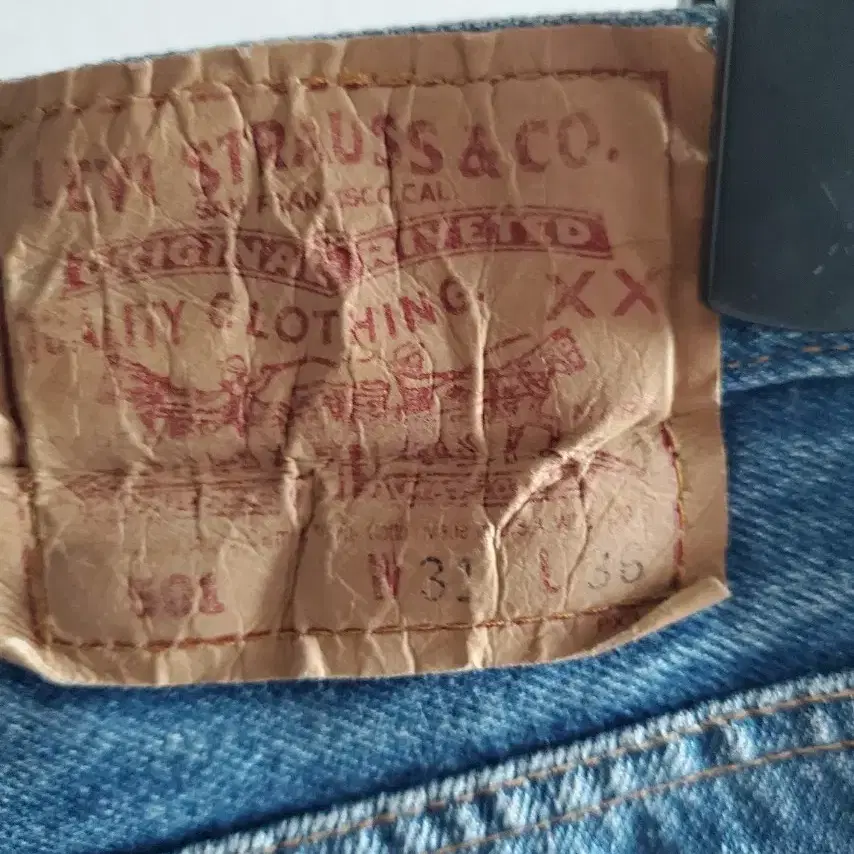 LEVI STRAUSS & CO.
SAN FRANCISCO, CAL.
ORIGINAL RIVETED
QUALITY CLOTHING. XX
501 W 31 L 36